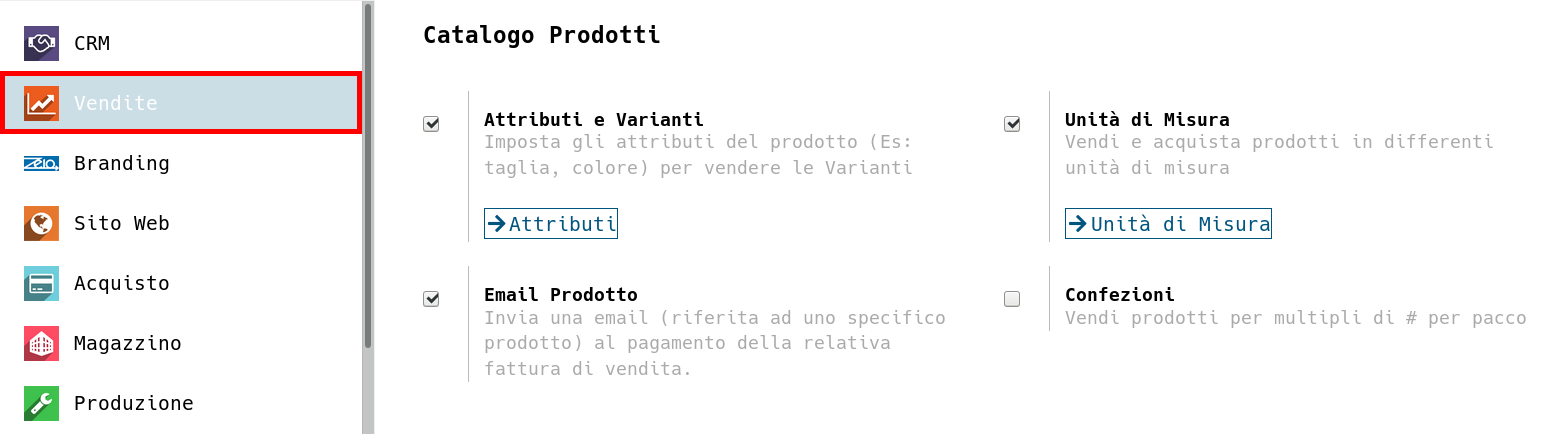 CRM
Vendite
Branding
Sito Web
Acquisto
Magazzino
Produzione
Catalogo Prodotti
Attributi e Varianti
Imposta gli attributi del prodotto (Es:
taglia, colore) per vendere le Varianti
Attributi
Unità di Misura
Vendi e acquista prodotti in differenti
unità di misura
Unità di Misura
Email Prodotto
Invia una email (riferita ad uno specifico
prodotto) al pagamento della relativa
fattura di vendita.
Confezioni
Vendi prodotti per multipli di # per pacco